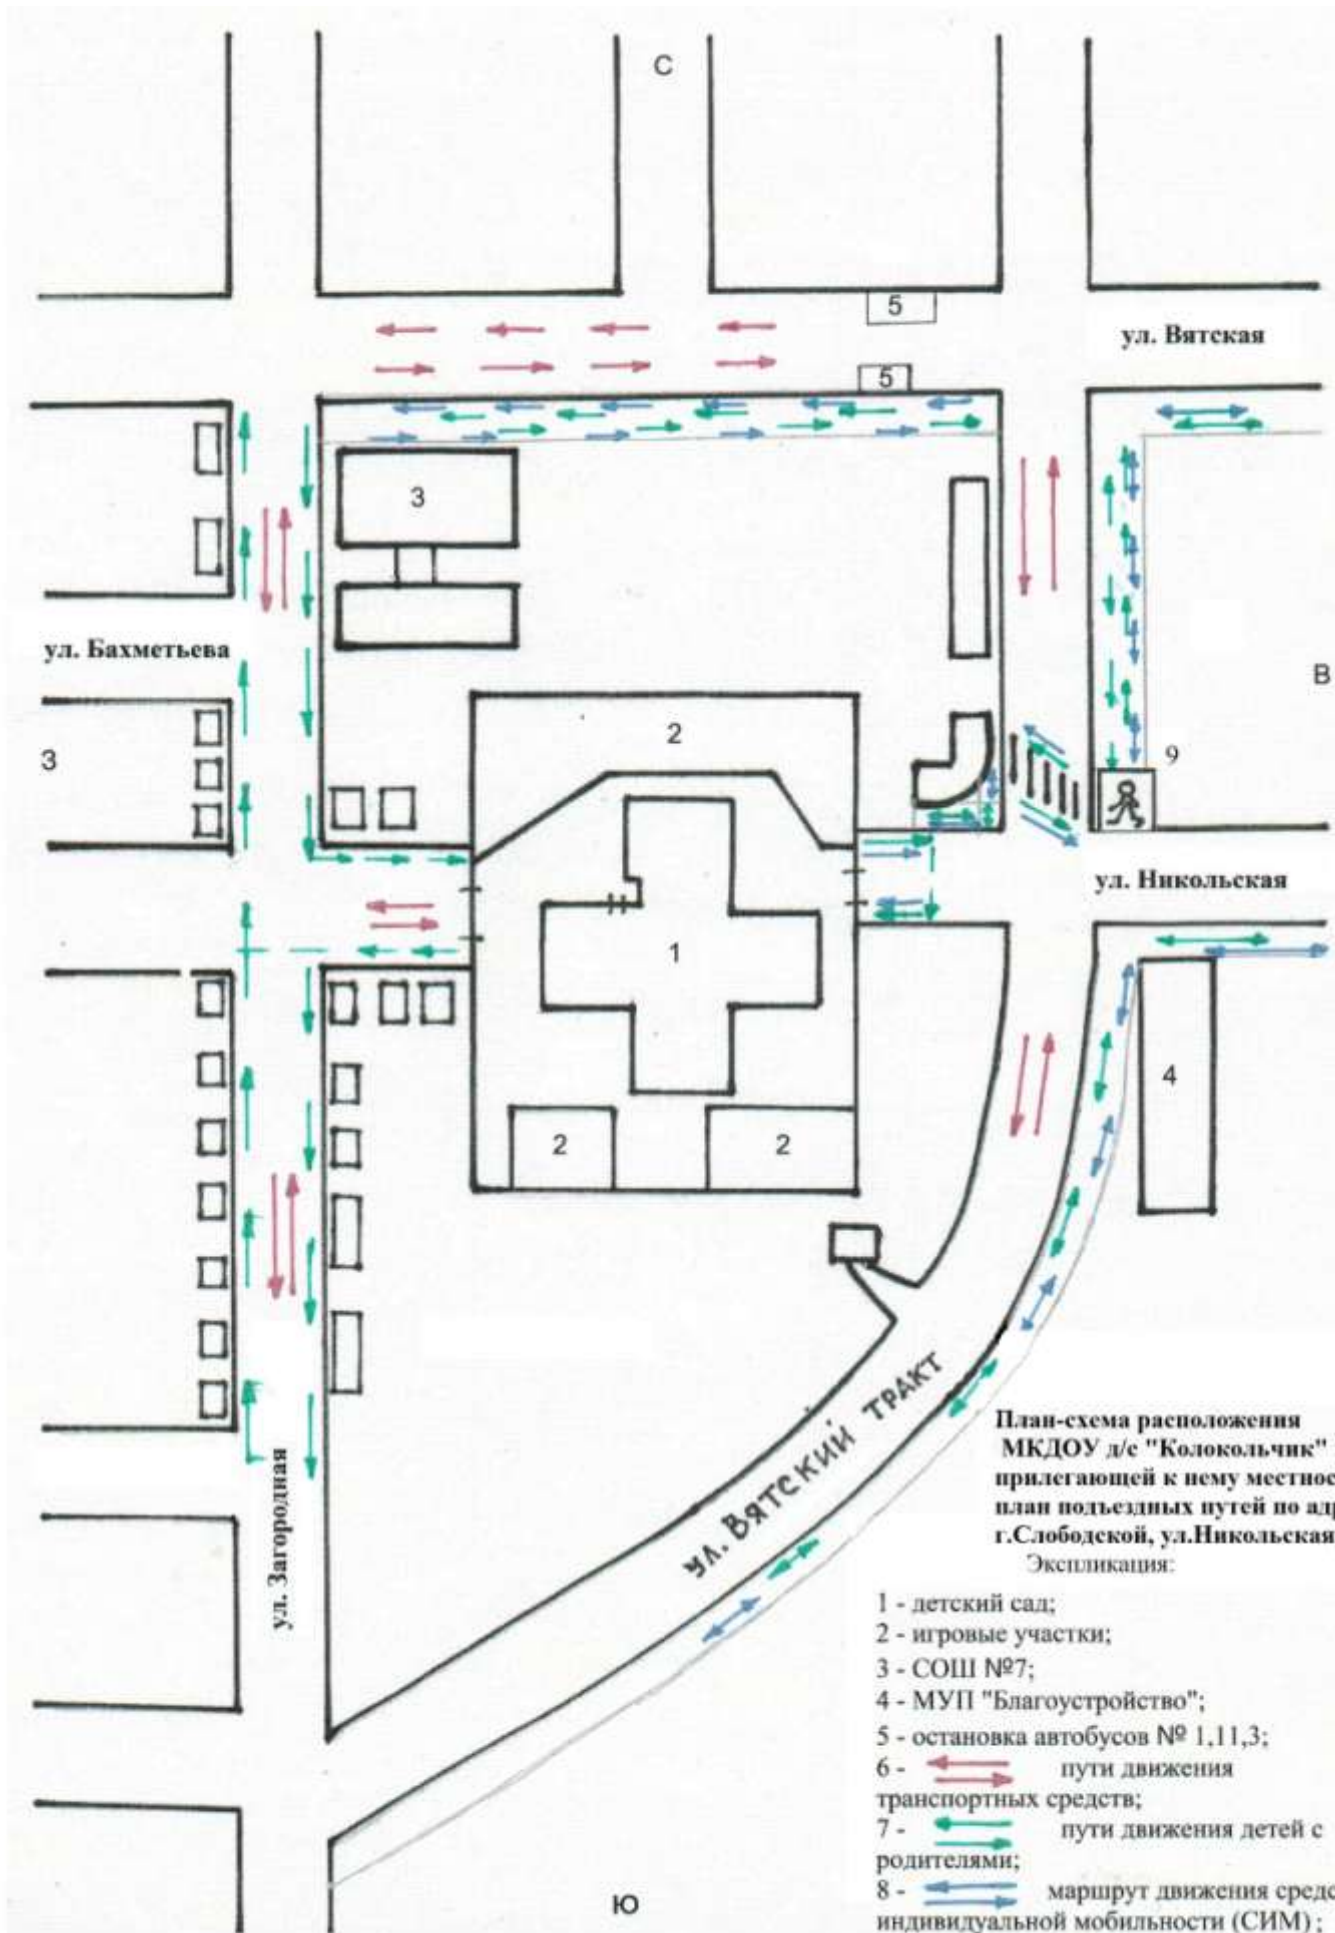 С
5
ул. Вятская
5
3
ул. Бахметьева
В
2
9
З
ул. Никольская
1
4
2
2
ул. Вятский тракт
ул. Загородная
План-схема расположения
МКДОУ д/с "Колокольчик"
прилегающей к нему местнос
план подъездных путей по адр
г.Слободской, ул.Никольская
Экспликация:
1 - детский сад;
2 - игровые участки;
3 - СОШ №7;
4 - МУП "Благоустройство";
5 - остановка автобусов № 1,11,3;
6 - пути движения
транспортных средств;
7 - пути движения детей с
родителями;
8 - маршрут движения средс
индивидуальной мобильности (СИМ) ;
Ю